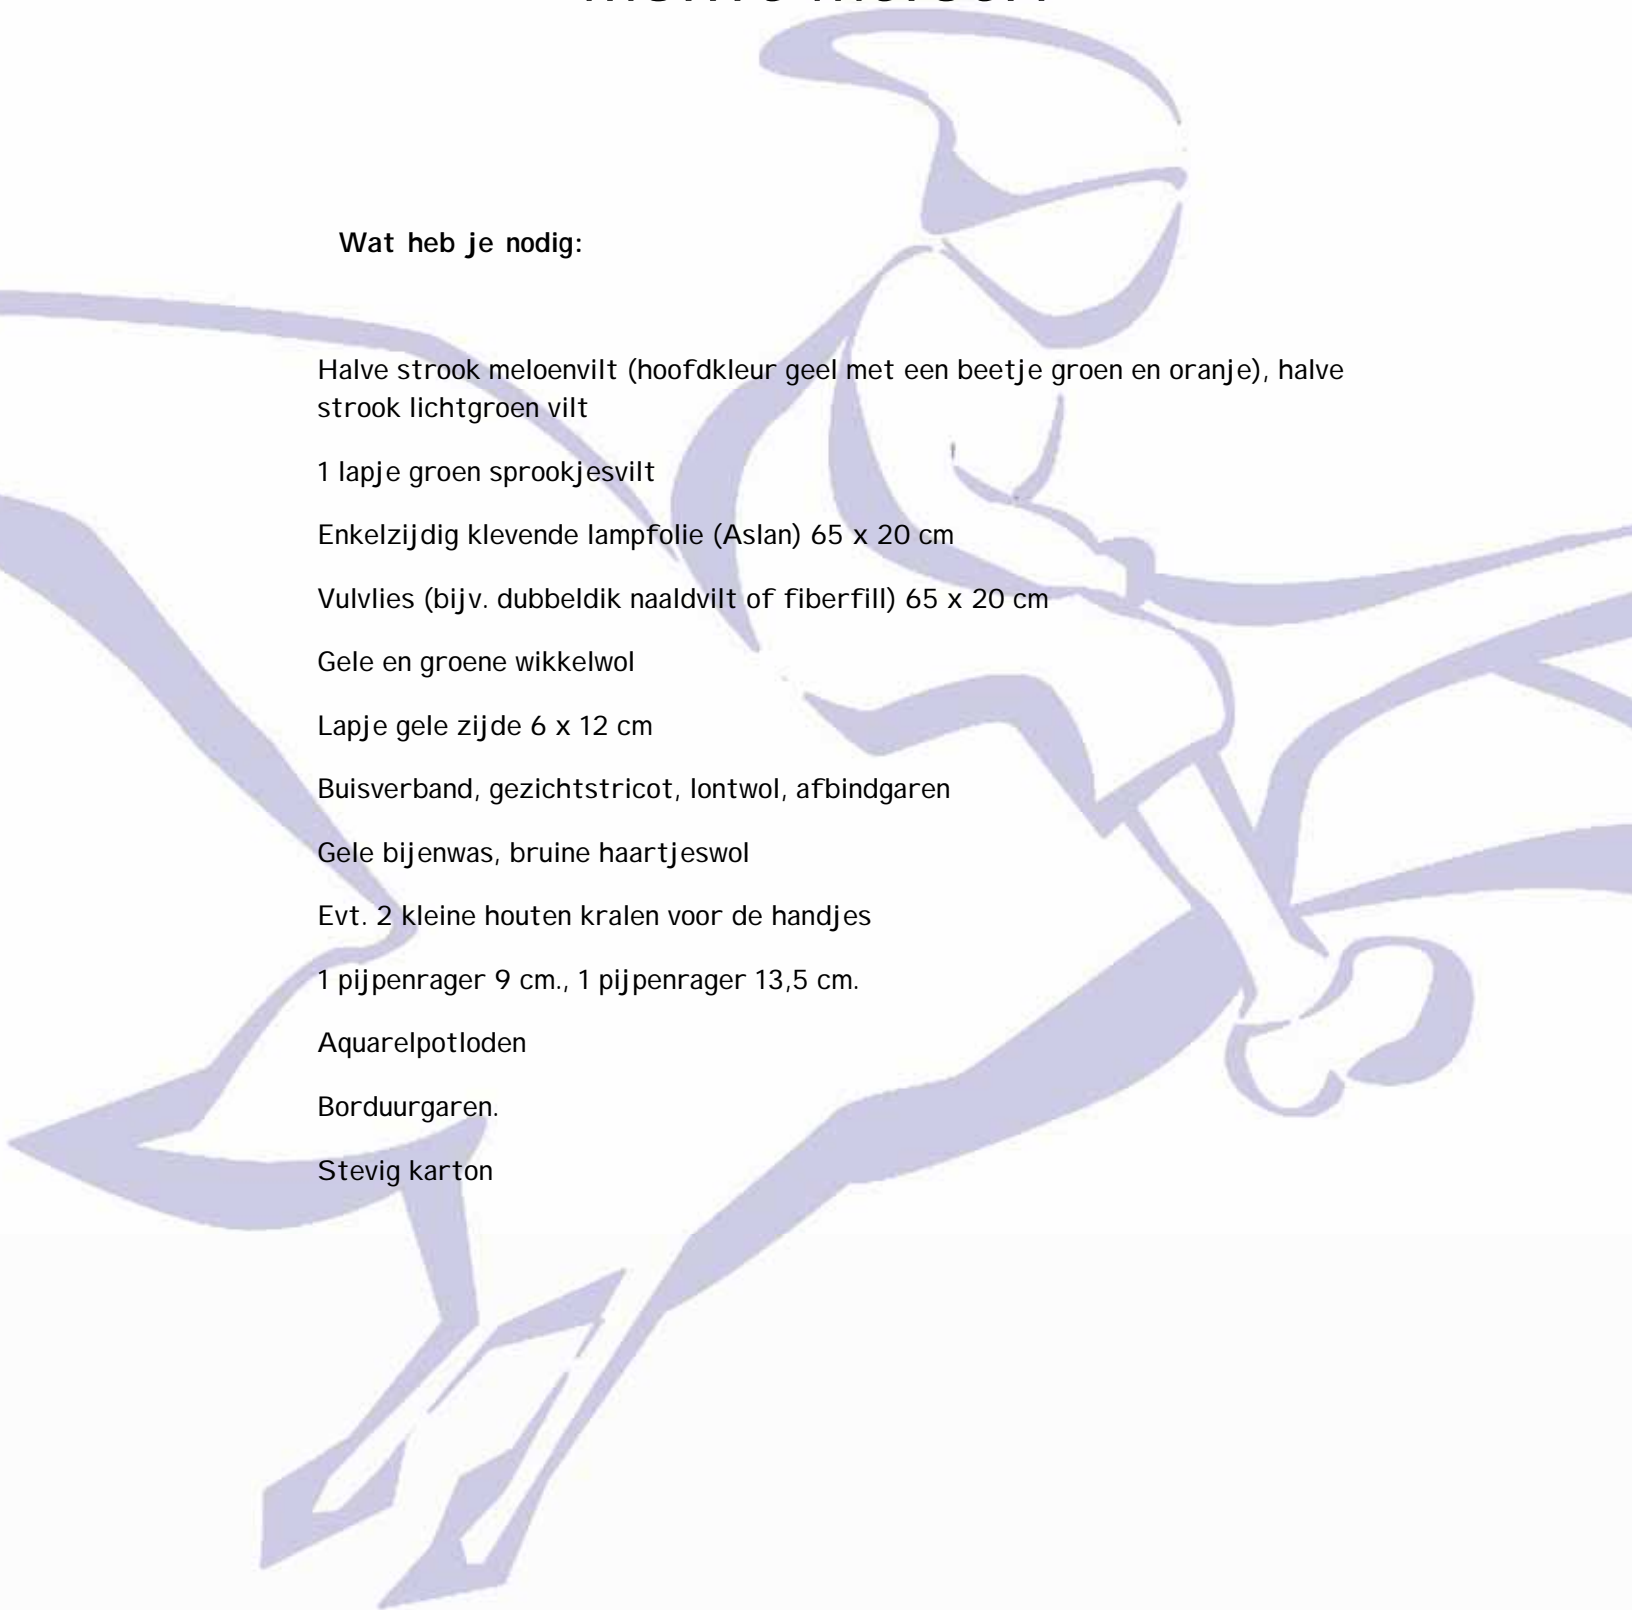 Wat heb je nodig:
Halve strook meloenvilt (hoofdkleur geel met een beetje groen en oranje), halve
strook lichtgroen vilt
1 lapje groen sprookjesvilt
Enkelzijdig klevende lampfolie (Aslan) 65 x 20 cm
Vulvlies (bijv. dubbeldik naaldvilt of fiberfill) 65 x 20 cm
Gele en groene wikkelwol
Lapje gele zijde 6 x 12 cm
Buisverband, gezichtstricot, lontwol, afbindgaren
Gele bijenwas, bruine haartjeswol
Evt. 2 kleine houten kralen voor de handjes
1 pijpenrager 9 cm., 1 pijpenrager 13,5 cm.
Aquarelpotloden
Borduurgaren.
Stevig karton